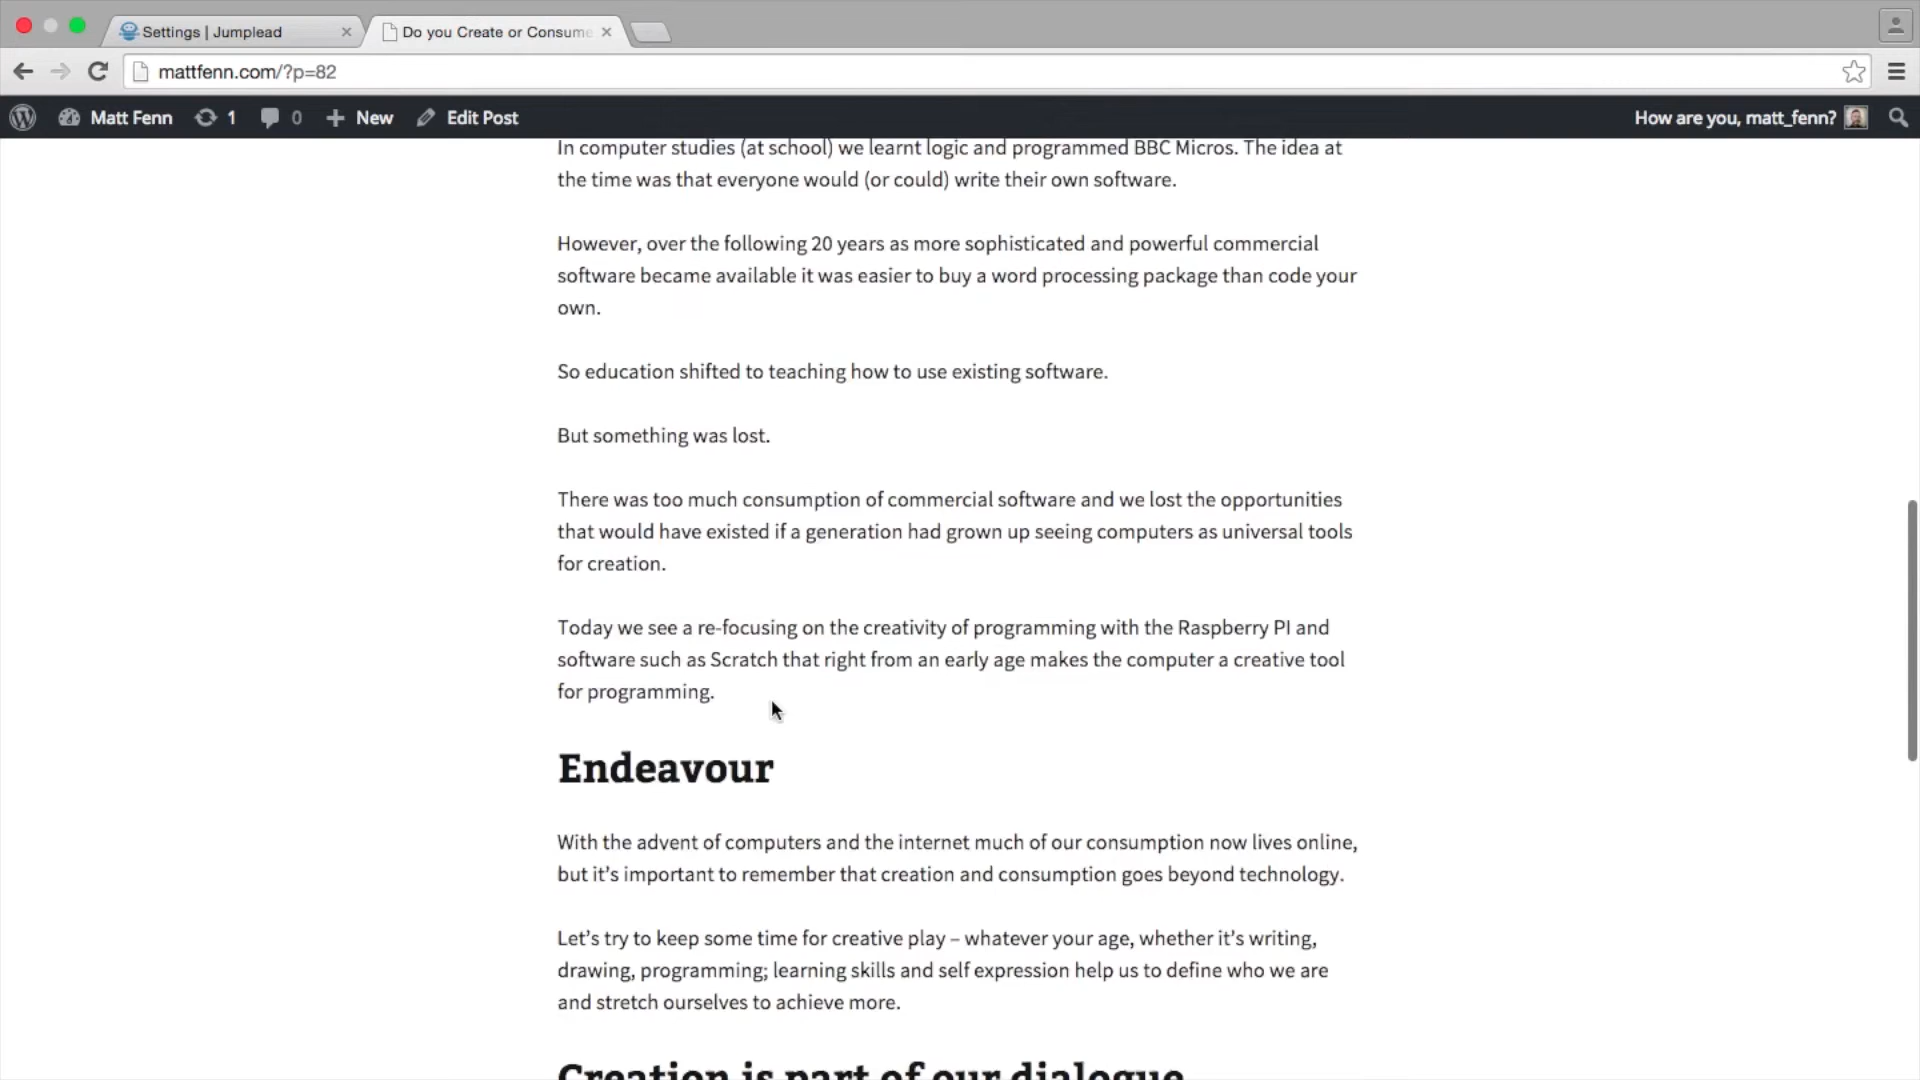 Settings | Jumplead
Do you Create or Consume
mattfenn.com/?p=82
Matt Fenn 1 0 New Edit Post How are you, matt_fenn?
In computer studies (at school) we learnt logic and programmed BBC Micros. The idea at
the time was that everyone would (or could) write their own software.
However, over the following 20 years as more sophisticated and powerful commercial
software became available it was easier to buy a word processing package than code your
own.
So education shifted to teaching how to use existing software.
But something was lost.
There was too much consumption of commercial software and we lost the opportunities
that would have existed if a generation had grown up seeing computers as universal tools
for creation.
Today we see a re-focusing on the creativity of programming with the Raspberry PI and
software such as Scratch that right from an early age makes the computer a creative tool
for programming.
Endeavour
With the advent of computers and the internet much of our consumption now lives online,
but it's important to remember that creation and consumption goes beyond technology.
Let's try to keep some time for creative play – whatever your age, whether it's writing,
drawing, programming; learning skills and self expression help us to define who we are
and stretch ourselves to achieve more.
Creation is part of our dialogue